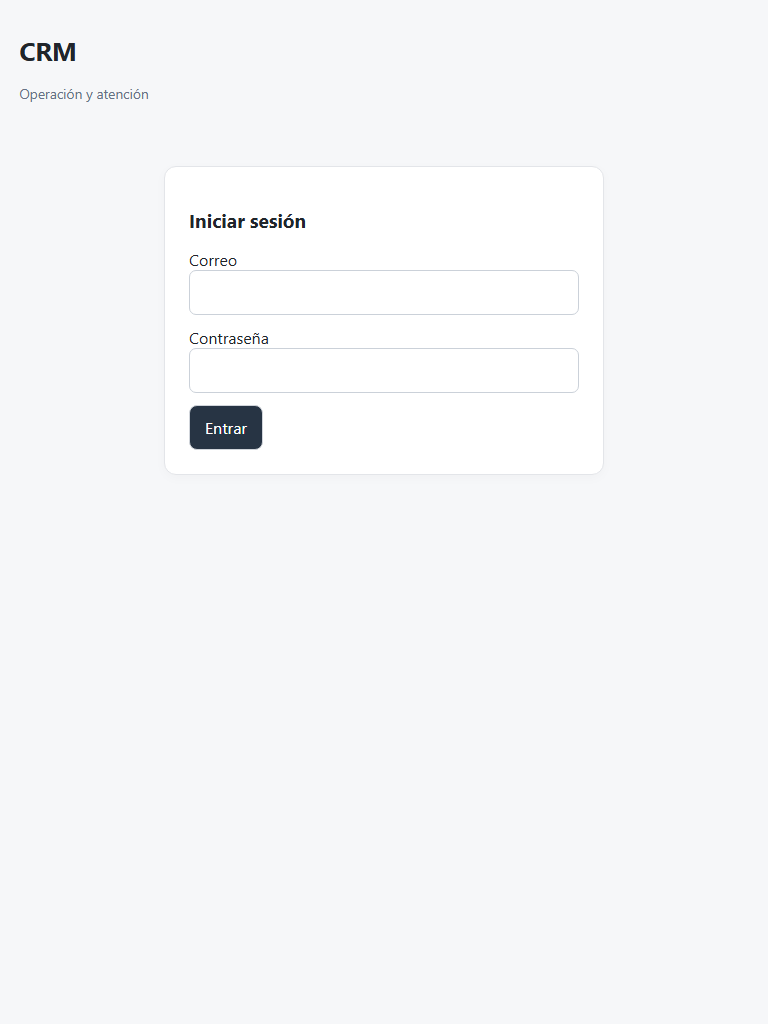 CRM
Operación y atención
Iniciar sesión
Correo
Contraseña
Entrar